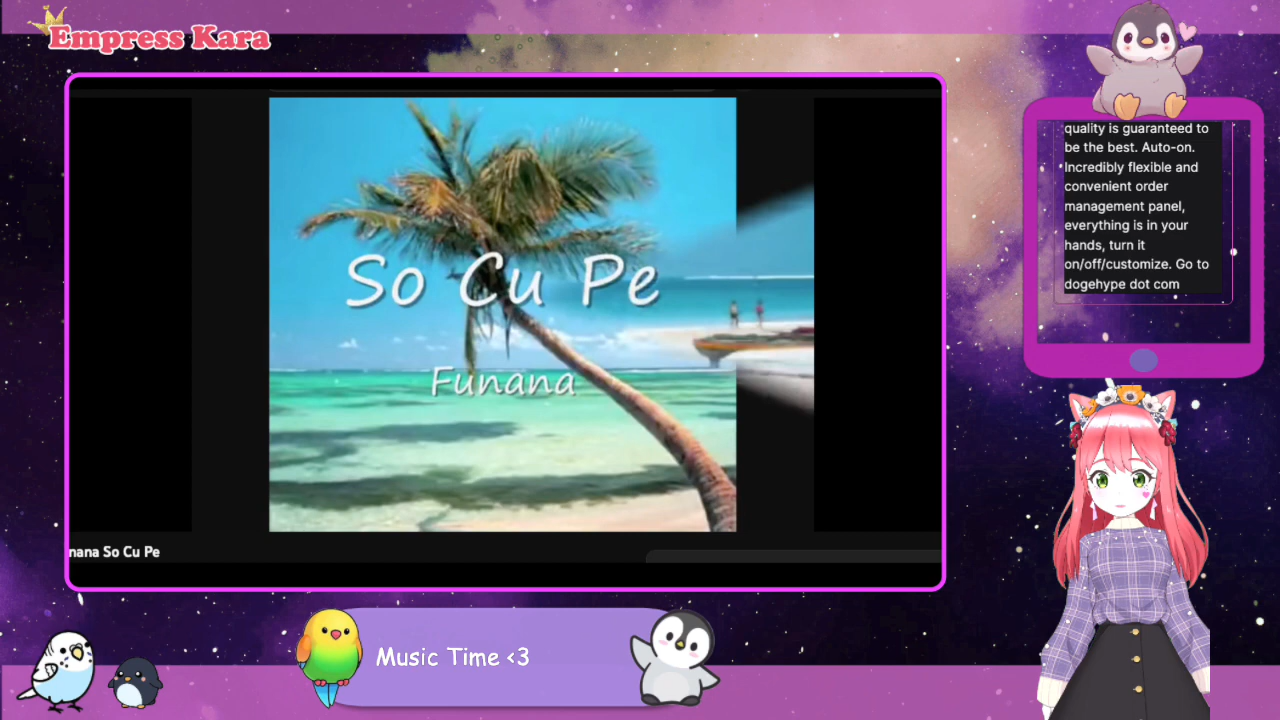 Empress Kara
So Cu Pe
Funana
nana So Cu Pe
quality is guaranteed to
be the best. Auto-on.
Incredibly flexible and
convenient order
management panel,
everything is in your
hands, turn it
on/off/customize. Go to
dogehype dot com
Music Time <3